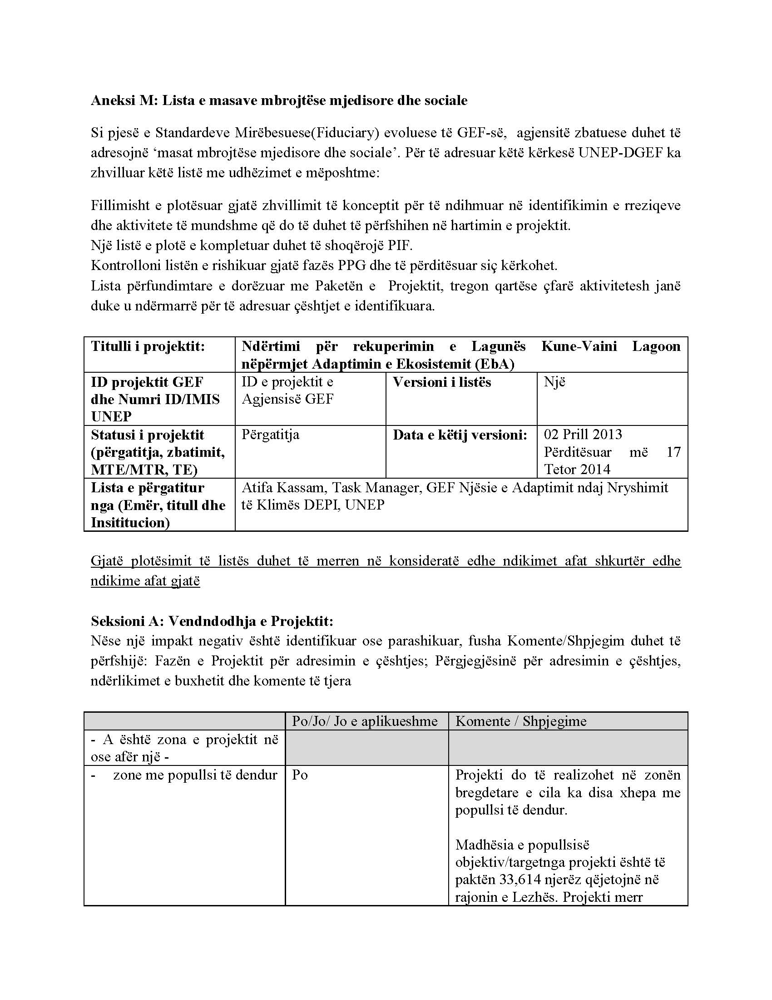 Aneksi M: Lista e masave mbrojtëse mjedisore dhe sociale
Si pjesë e Standardeve Mirëbesuese(Fiduciary) evoluese të GEF-së, agjensitë zbatuese duhet të
adresojnë ‘masat mbrojtëse mjedisore dhe sociale’. Për të adresuar këtë kërkesë UNEP-DGEF ka
zhvilluar këtë listë me udhëzimet e mëposhtme:
Fillimisht e plotësuar gjatë zhvillimit të konceptit për të ndihmuar në identifikimin e rreziqeve
dhe aktivitete të mundshme që do të duhet të përfshihen në hartimin e projektit.
Një listë e plotë e kompletuar duhet të shoqërojë PIF.
Kontrolloni listën e rishikuar gjatë fazës PPG dhe të përditësuar siç kërkohet.
Lista përfundimtare e dorëzuar me Paketën e Projektit, tregon qartëse çfarë aktivitetesh janë
duke u ndërmarrë për të adresuar çështjet e identifikuara.
Titulli i projektit:
Ndërtimi për rekuperimin e Lagunës Kune-Vaini Lagoon
nëpërmjet Adaptimin e Ekosistemit (EbA)
ID projektit GEF
dhe Numri ID/IMIS
UNEP
ID e projektit e
Agjensisë GEF
Versioni i listës
Një
Statusi i projektit
(përgatitja, zbatimit,
MTE/MTR, TE)
Përgatitja
Data e këtij versioni:
02 Prill 2013
Përditësuar më 17
Tetor 2014
Lista e përgatitur
nga (Emër, titull dhe
Insititucion)
Atifa Kassam, Task Manager, GEF Njësie e Adaptimit ndaj Nryshimit
të Klimës DEPI, UNEP
Gjatë plotësimit të listës duhet të merren në konsideratë edhe ndikimet afat shkurtër edhe
ndikime afat gjatë
Seksioni A: Vendndodhja e Projektit:
Nëse një impakt negativ është identifikuar ose parashikuar, fusha Komente/Shpjegim duhet të
përfshijë: Fazën e Projektit për adresimin e çështjes; Përgjegjësinë për adresimin e çështjes,
ndërlikimet e buxhetit dhe komente të tjera
Po/Jo/ Jo e aplikueshme
Komente / Shpjegime
- A është zona e projektit në
ose afër një -
- zone me popullsi të dendur
Po
Projekti do të realizohet në zonën
bregdetare e cila ka disa xhepa me
popullsi të dendur.
Madhësia e popullsisë
objektiv/targetnga projekti është të
paktën 33,614 njerëz qëjetojnë në
rajonin e Lezhës. Projekti merr